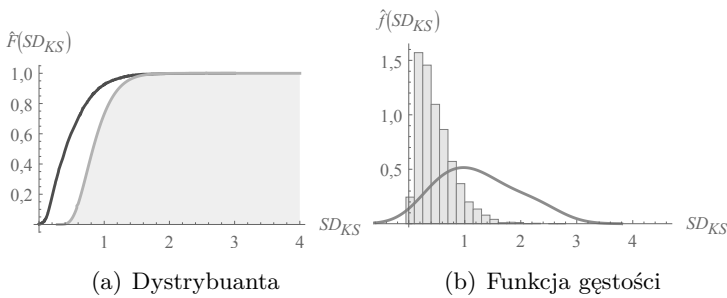 F̂(SD_KS)
1,0
0,8
0,6
0,4
0,2
1 2 3 4
SD_KS
(a) Dystrybuanta
f̂(SD_KS)
1,5
1,0
0,5
0 1 2 3 4
SD_KS
(b) Funkcja gęstości